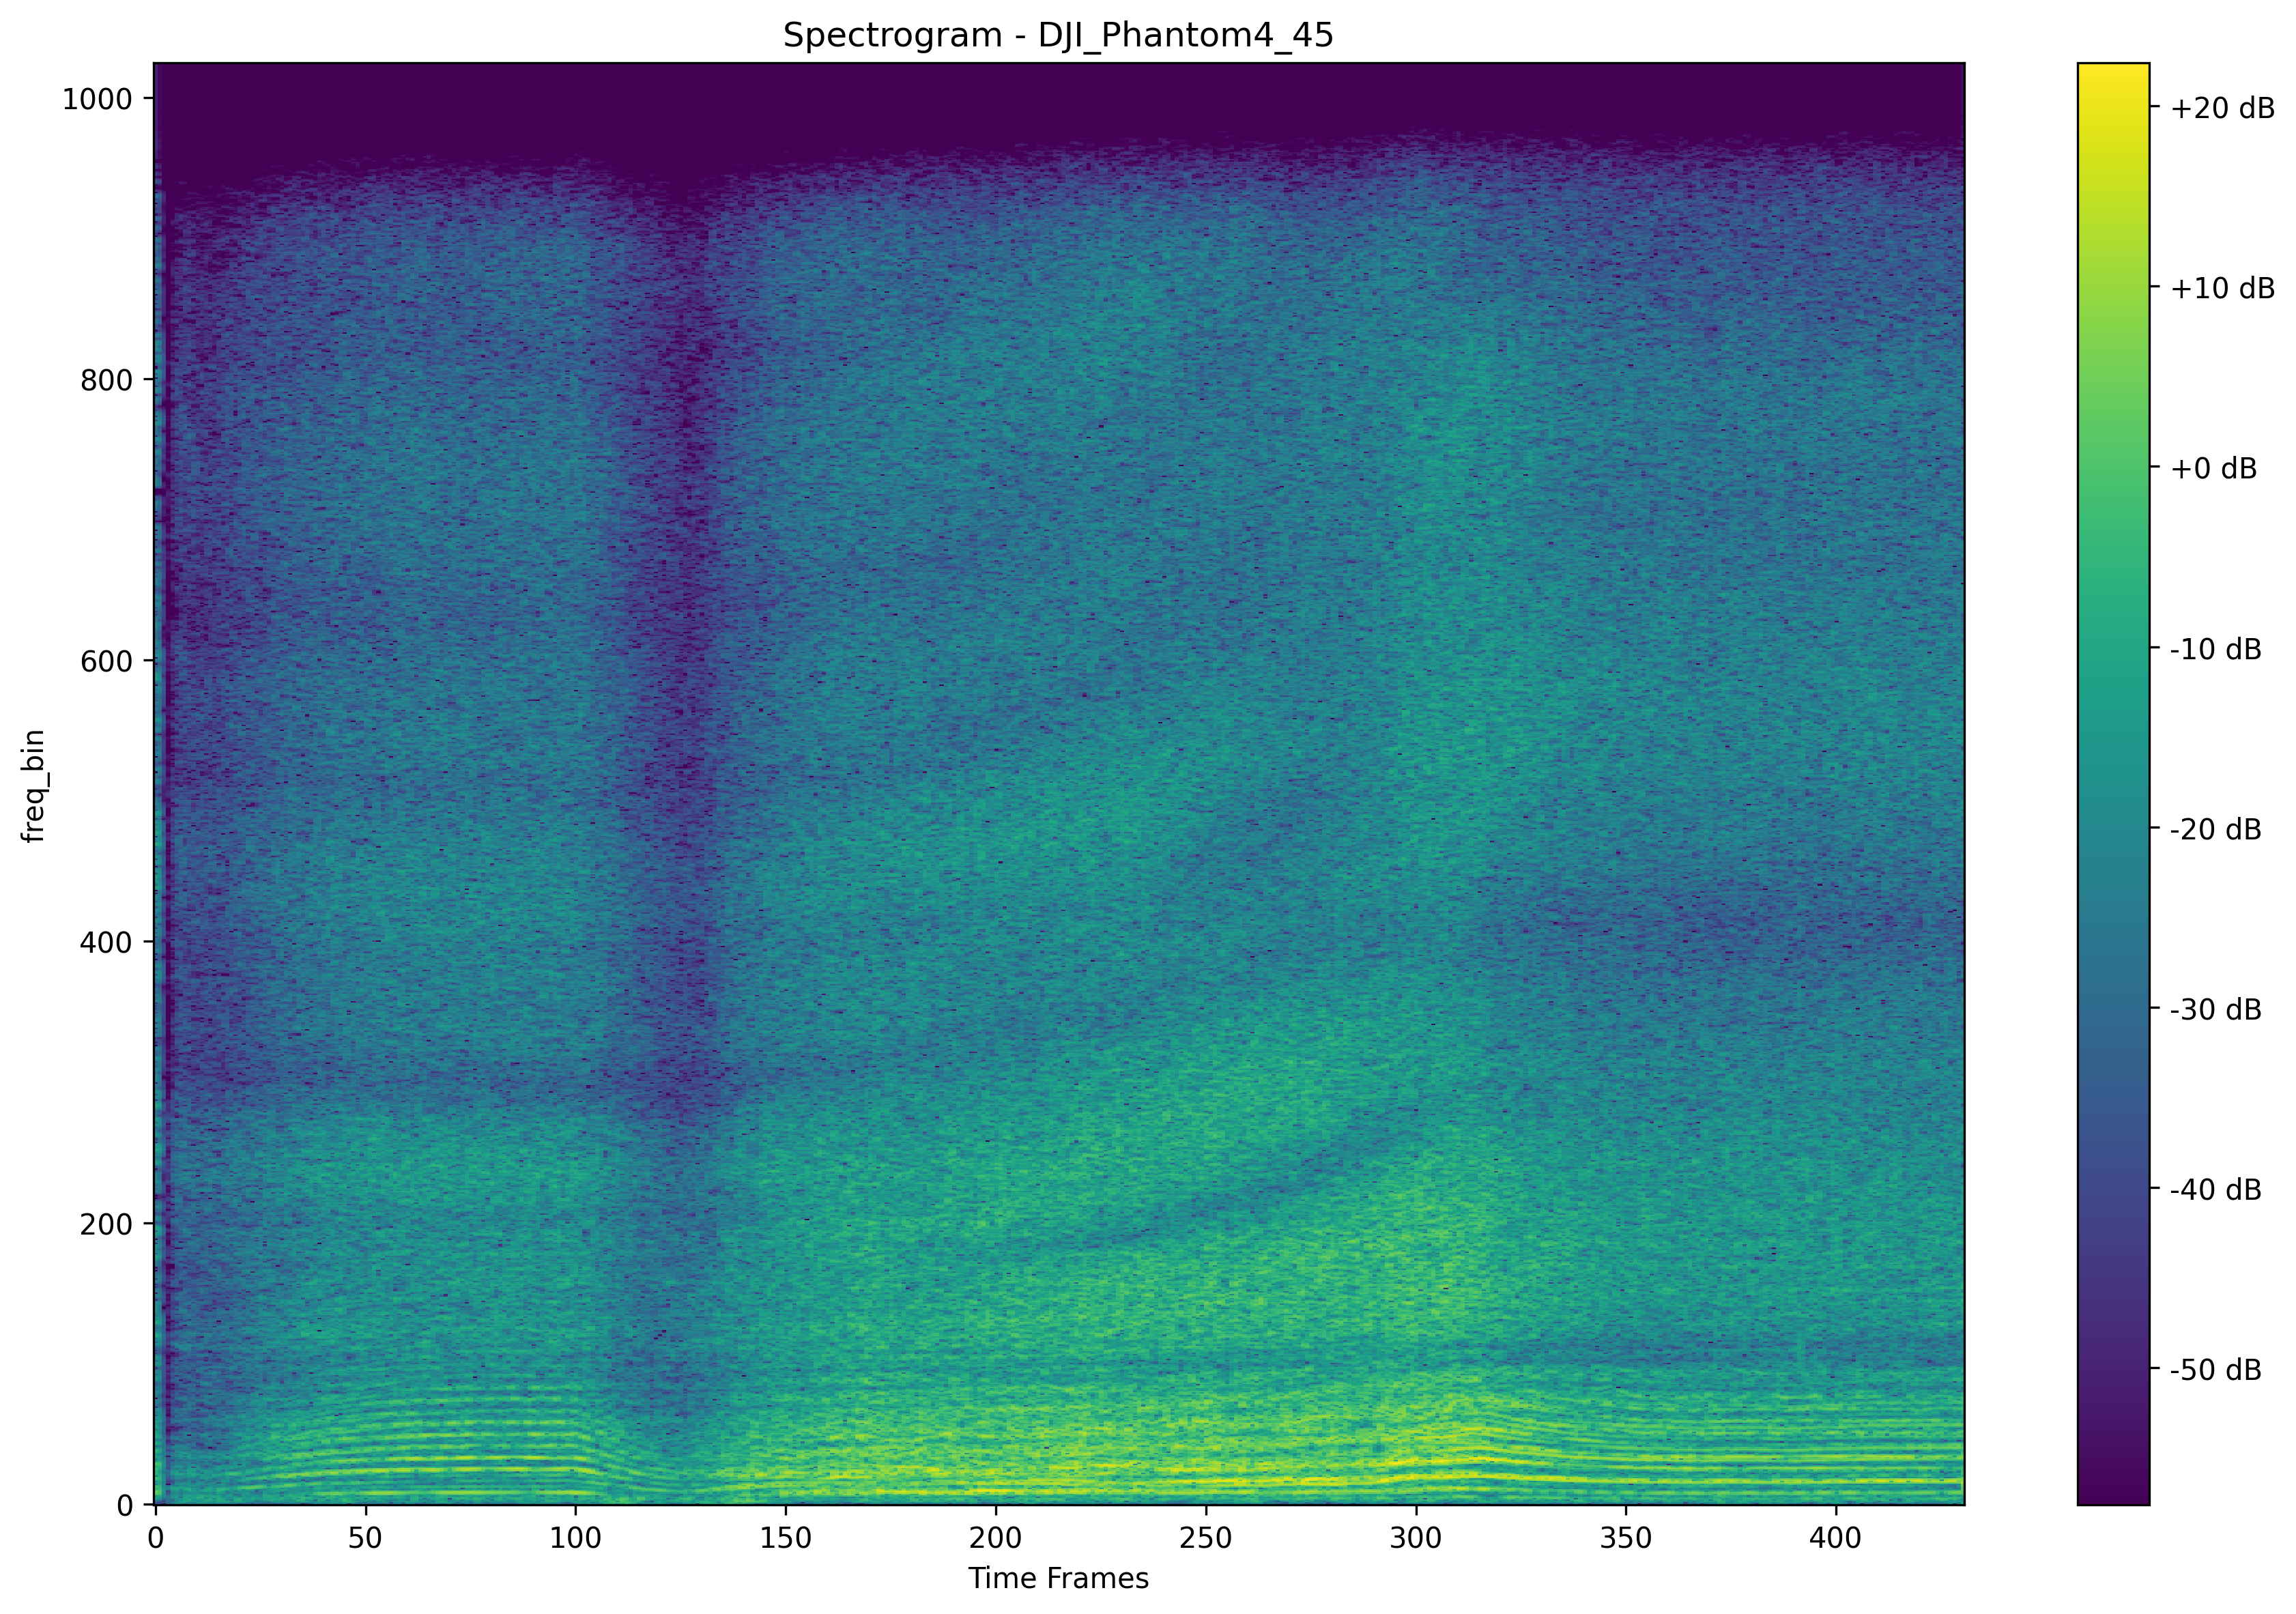 Spectrogram - DJI_Phantom4_45
1000
800
600
400
200
0
freq_bin
0 50 100 150 200 250 300 350 400
Time Frames
+20 dB
+10 dB
+0 dB
-10 dB
-20 dB
-30 dB
-40 dB
-50 dB